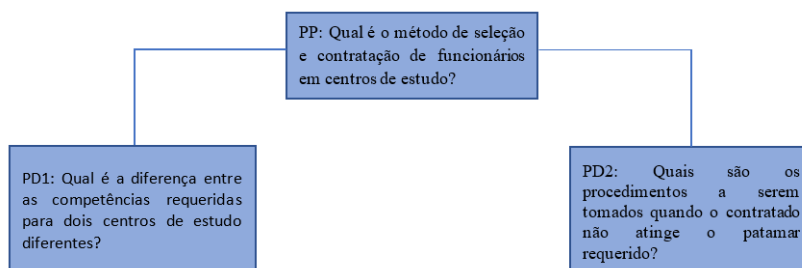 PP: Qual é o método de seleção
e contratação de funcionários
em centros de estudo?
PD1: Qual é a diferença entre
as competências requeridas
para dois centros de estudo
diferentes?
PD2: Quais são os
procedimentos a serem
tomados quando o contratado
não atinge o patamar
requerido?